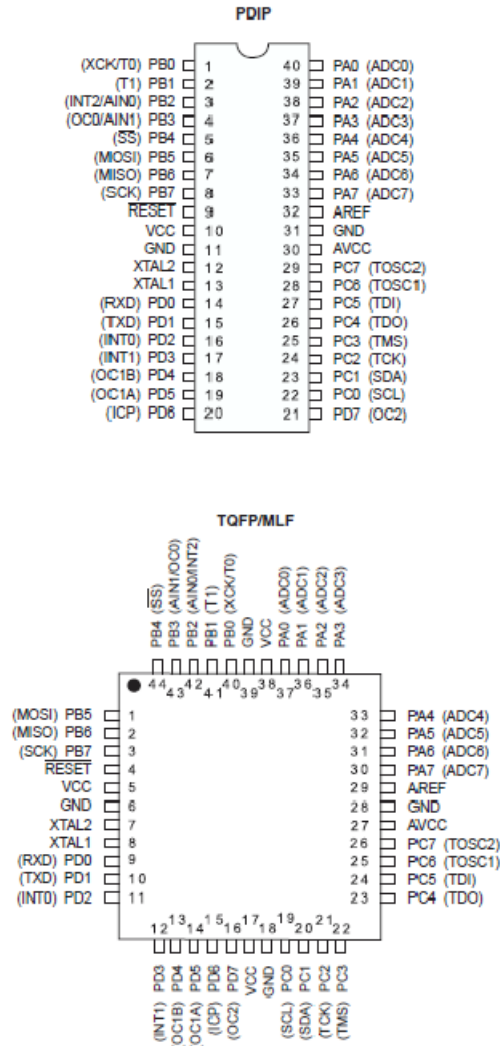 PDIP
(XCK/T0) PB0 1 40 PA0 (ADC0)
(T1) PB1 2 39 PA1 (ADC1)
(INT2/AIN0) PB2 3 38 PA2 (ADC2)
(OC0/AIN1) PB3 4 37 PA3 (ADC3)
(SS) PB4 5 36 PA4 (ADC4)
(MOSI) PB5 6 35 PA5 (ADC5)
(MISO) PB6 7 34 PA6 (ADC6)
(SCK) PB7 8 33 PA7 (ADC7)
RESET 9 32 AREF
VCC 10 31 GND
GND 11 30 AVCC
XTAL2 12 29 PC7 (TOSC2)
XTAL1 13 28 PC6 (TOSC1)
(RXD) PD0 14 27 PC5 (TDI)
(TXD) PD1 15 26 PC4 (TDO)
(INT0) PD2 16 25 PC3 (TMS)
(INT1) PD3 17 24 PC2 (TCK)
(OC1B) PD4 18 23 PC1 (SDA)
(OC1A) PD5 19 22 PC0 (SCL)
(ICP) PD6 20 21 PD7 (OC2)
TQFP/MLF
PB4 (SS)
PB3 (AIN1/OC0)
PB2 (AIN0/INT2)
PB1 (T1)
PB0 (XCK/T0)
GND
VCC
PA0 (ADC0)
PA1 (ADC1)
PA2 (ADC2)
PA3 (ADC3)
44 43 42 41 40 39 38 37 36 35 34
(MOSI) PB5 1 33 PA4 (ADC4)
(MISO) PB6 2 32 PA5 (ADC5)
(SCK) PB7 3 31 PA6 (ADC6)
RESET 4 30 PA7 (ADC7)
VCC 5 29 AREF
GND 6 28 GND
XTAL2 7 27 AVCC
XTAL1 8 26 PC7 (TOSC2)
(RXD) PD0 9 25 PC6 (TOSC1)
(TXD) PD1 10 24 PC5 (TDI)
(INT0) PD2 11 23 PC4 (TDO)
12 13 14 15 16 17 18 19 20 21 22
(INT1) PD3
(OC1B) PD4
(OC1A) PD5
(ICP) PD6
(OC2) PD7
VCC
GND
(SCL) PC0
(SDA) PC1
(TCK) PC2
(TMS) PC3